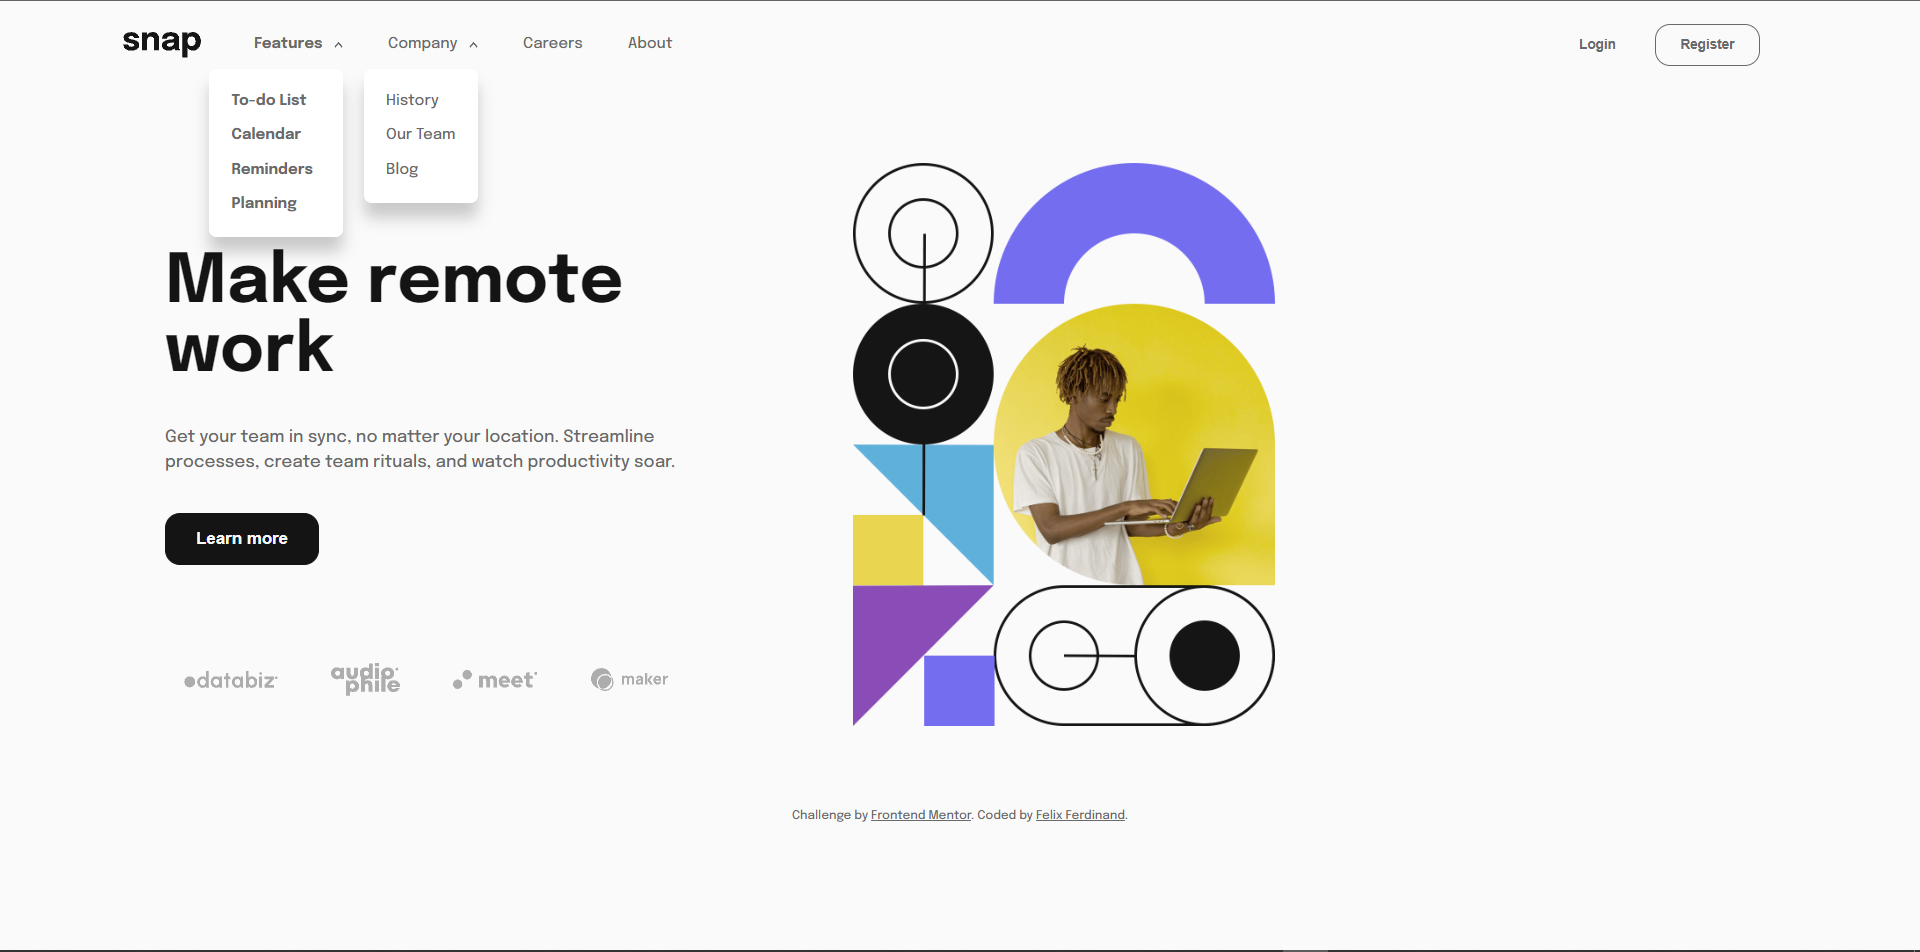 snap Features Company Careers About Login Register
To-do List
Calendar
Reminders
Planning
History
Our Team
Blog
Make remote
work
Get your team in sync, no matter your location. Streamline
processes, create team rituals, and watch productivity soar.
Learn more
databiz audiophile meet maker
Challenge by Frontend Mentor. Coded by Felix Ferdinand.